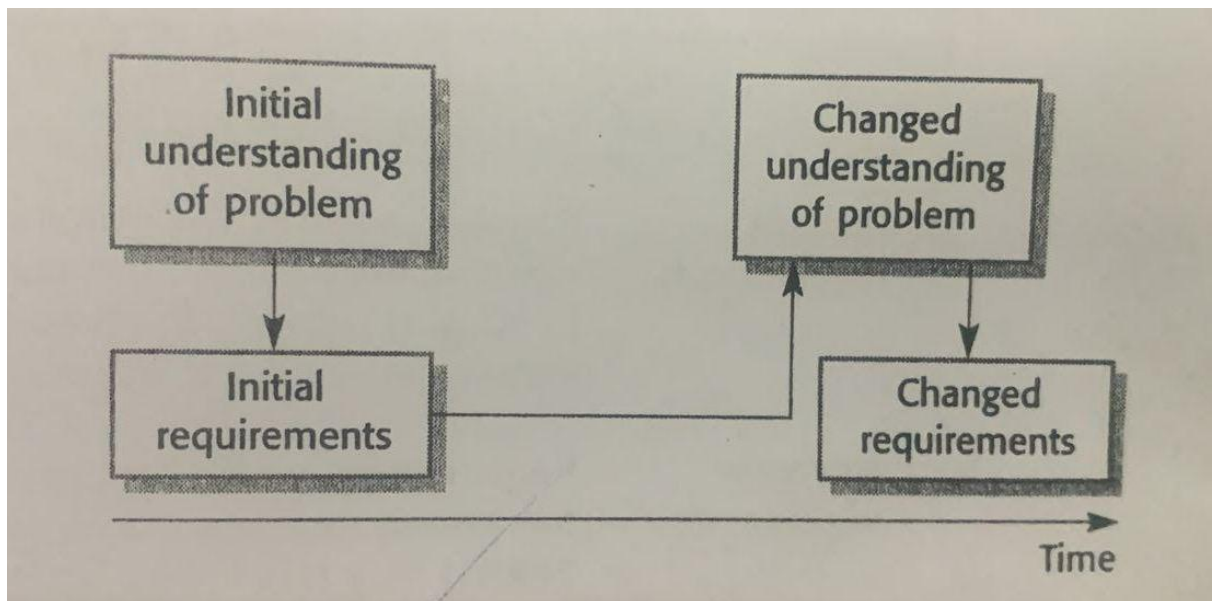 Initial
understanding
of problem
Initial
requirements
Changed
understanding
of problem
Changed
requirements
Time